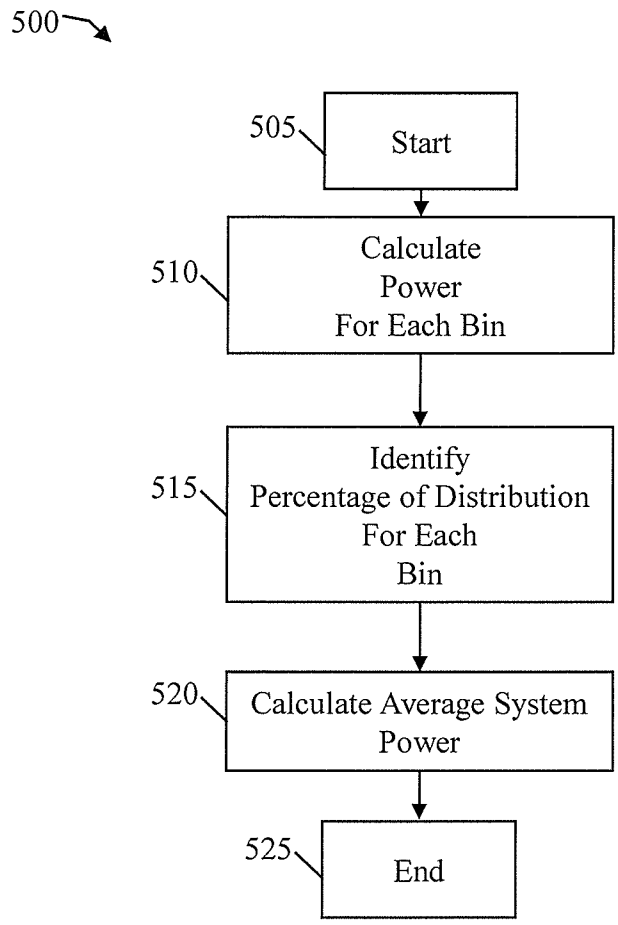 500
505
Start
510
Calculate
Power
For Each Bin
515
Identify
Percentage of Distribution
For Each
Bin
520
Calculate Average System
Power
525
End